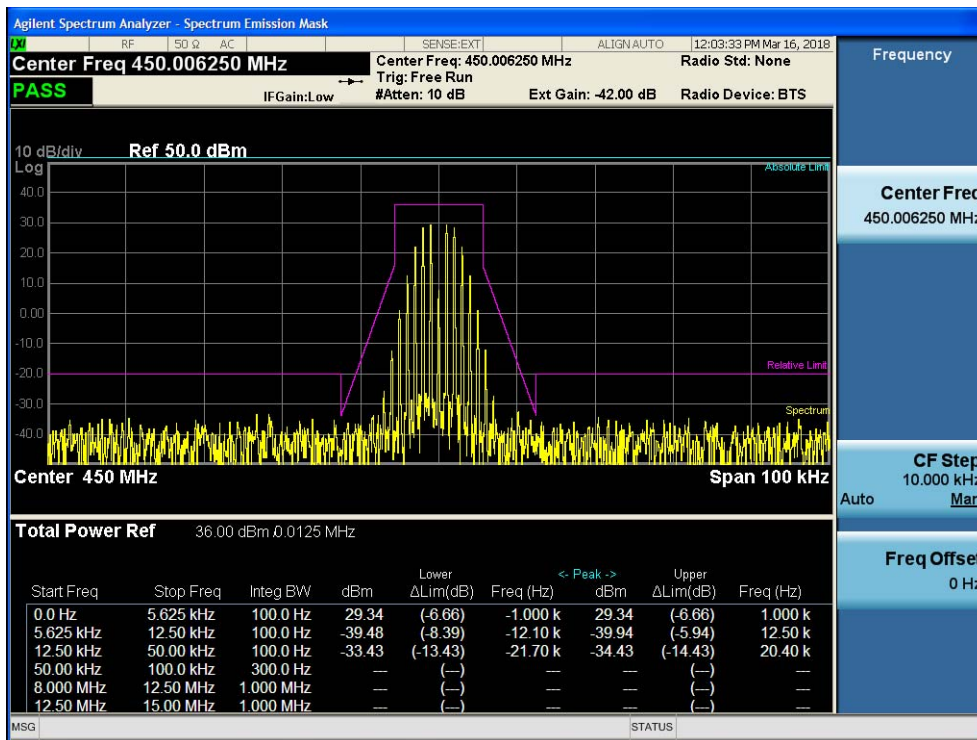 Agilent Spectrum Analyzer - Spectrum Emission Mask
LXI RF 50 Ω AC SENSE:EXT ALIGN AUTO 12:03:33 PM Mar 16, 2018
Center Freq 450.006250 MHz Center Freq: 450.006250 MHz Radio Std: None
Trig: Free Run
PASS IFGain:Low #Atten: 10 dB Ext Gain: -42.00 dB Radio Device: BTS
10 dB/div Ref 50.0 dBm
Log
Absolute Limit
40.0
30.0
20.0
10.0
0.00
-10.0
Relative Limit
-20.0
-30.0
Spectrum
-40.0
Center 450 MHz Span 100 kHz
Total Power Ref 36.00 dBm /0.0125 MHz
Lower <- Peak -> Upper
Start Freq Stop Freq Integ BW dBm ΔLim(dB) Freq (Hz) dBm ΔLim(dB) Freq (Hz)
0.0 Hz 5.625 kHz 100.0 Hz 29.34 (-6.66) -1.000 k 29.34 (-6.66) 1.000 k
5.625 kHz 12.50 kHz 100.0 Hz -39.48 (-8.39) -12.10 k -39.94 (-5.94) 12.50 k
12.50 kHz 50.00 kHz 100.0 Hz -33.43 (-13.43) -21.70 k -34.43 (-14.43) 20.40 k
50.00 kHz 100.0 kHz 300.0 Hz --- (---) --- --- (---) ---
8.000 MHz 12.50 MHz 1.000 MHz --- (---) --- --- (---) ---
12.50 MHz 15.00 MHz 1.000 MHz --- (---) --- --- (---) ---
MSG STATUS
Frequency
Center Freq
450.006250 MHz
CF Step
10.000 kHz
Auto Man
Freq Offset
0 Hz